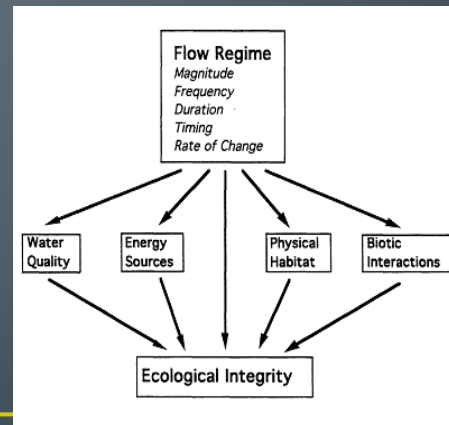 Flow Regime
Magnitude
Frequency
Duration
Timing
Rate of Change
Water
Quality
Energy
Sources
Physical
Habitat
Biotic
Interactions
Ecological Integrity